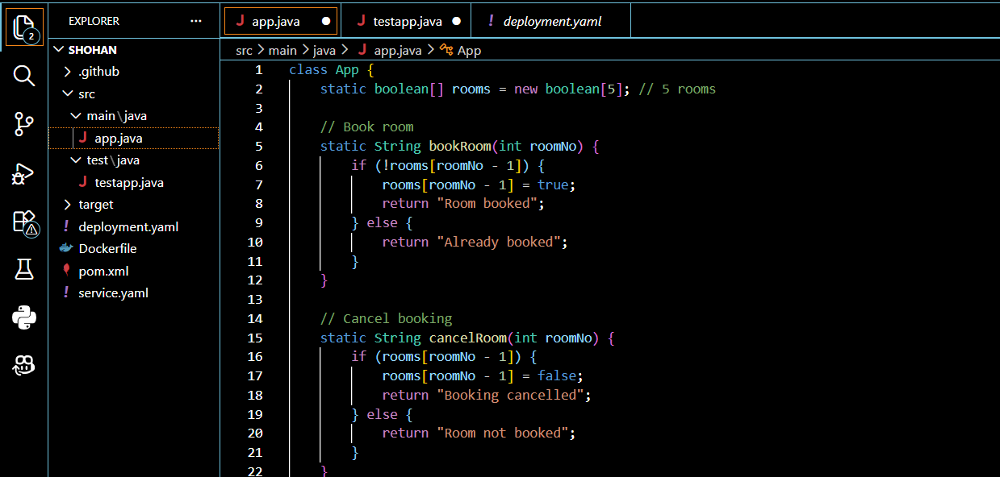 EXPLORER ...
app.java testapp.java ! deployment.yaml
2
SHOHAN
src > main > java > app.java > App
.github
src
main\java
app.java
test\java
testapp.java
target
! deployment.yaml
Dockerfile
pom.xml
! service.yaml
1 class App {
2 static boolean[] rooms = new boolean[5]; // 5 rooms
3
4 // Book room
5 static String bookRoom(int roomNo) {
6 if (!rooms[roomNo - 1]) {
7 rooms[roomNo - 1] = true;
8 return "Room booked";
9 } else {
10 return "Already booked";
11 }
12 }
13
14 // Cancel booking
15 static String cancelRoom(int roomNo) {
16 if (rooms[roomNo - 1]) {
17 rooms[roomNo - 1] = false;
18 return "Booking cancelled";
19 } else {
20 return "Room not booked";
21 }
22 }